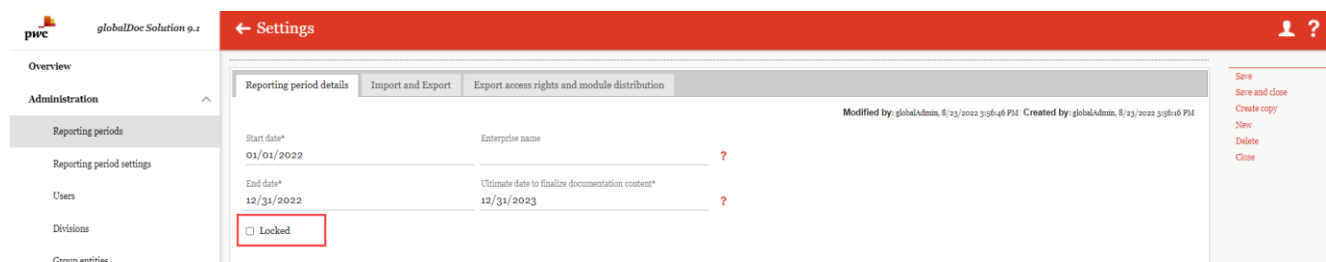 pwc
globalDoc Solution 9.1
← Settings
?
Overview
Administration
Reporting periods
Reporting period settings
Users
Divisions
Group entities
Reporting period details Import and Export Export access rights and module distribution
Modified by: globalAdmin, 8/23/2022 3:56:46 PM Created by: globalAdmin, 8/23/2022 3:56:16 PM
Start date* Enterprise name
01/01/2022 ?
End date* Ultimate date to finalize documentation content*
12/31/2022 12/31/2023 ?
Locked
Save
Save and close
Create copy
New
Delete
Close